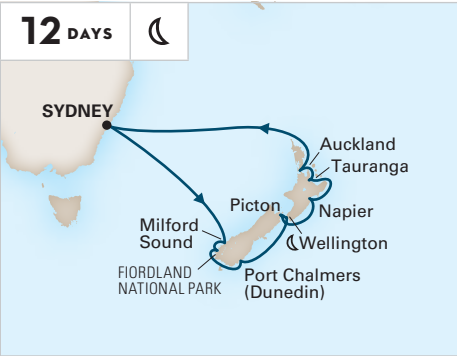 12 DAYS
SYDNEY
Auckland
Tauranga
Picton
Napier
Milford
Sound
Wellington
FIORDLAND
NATIONAL PARK
Port Chalmers
(Dunedin)